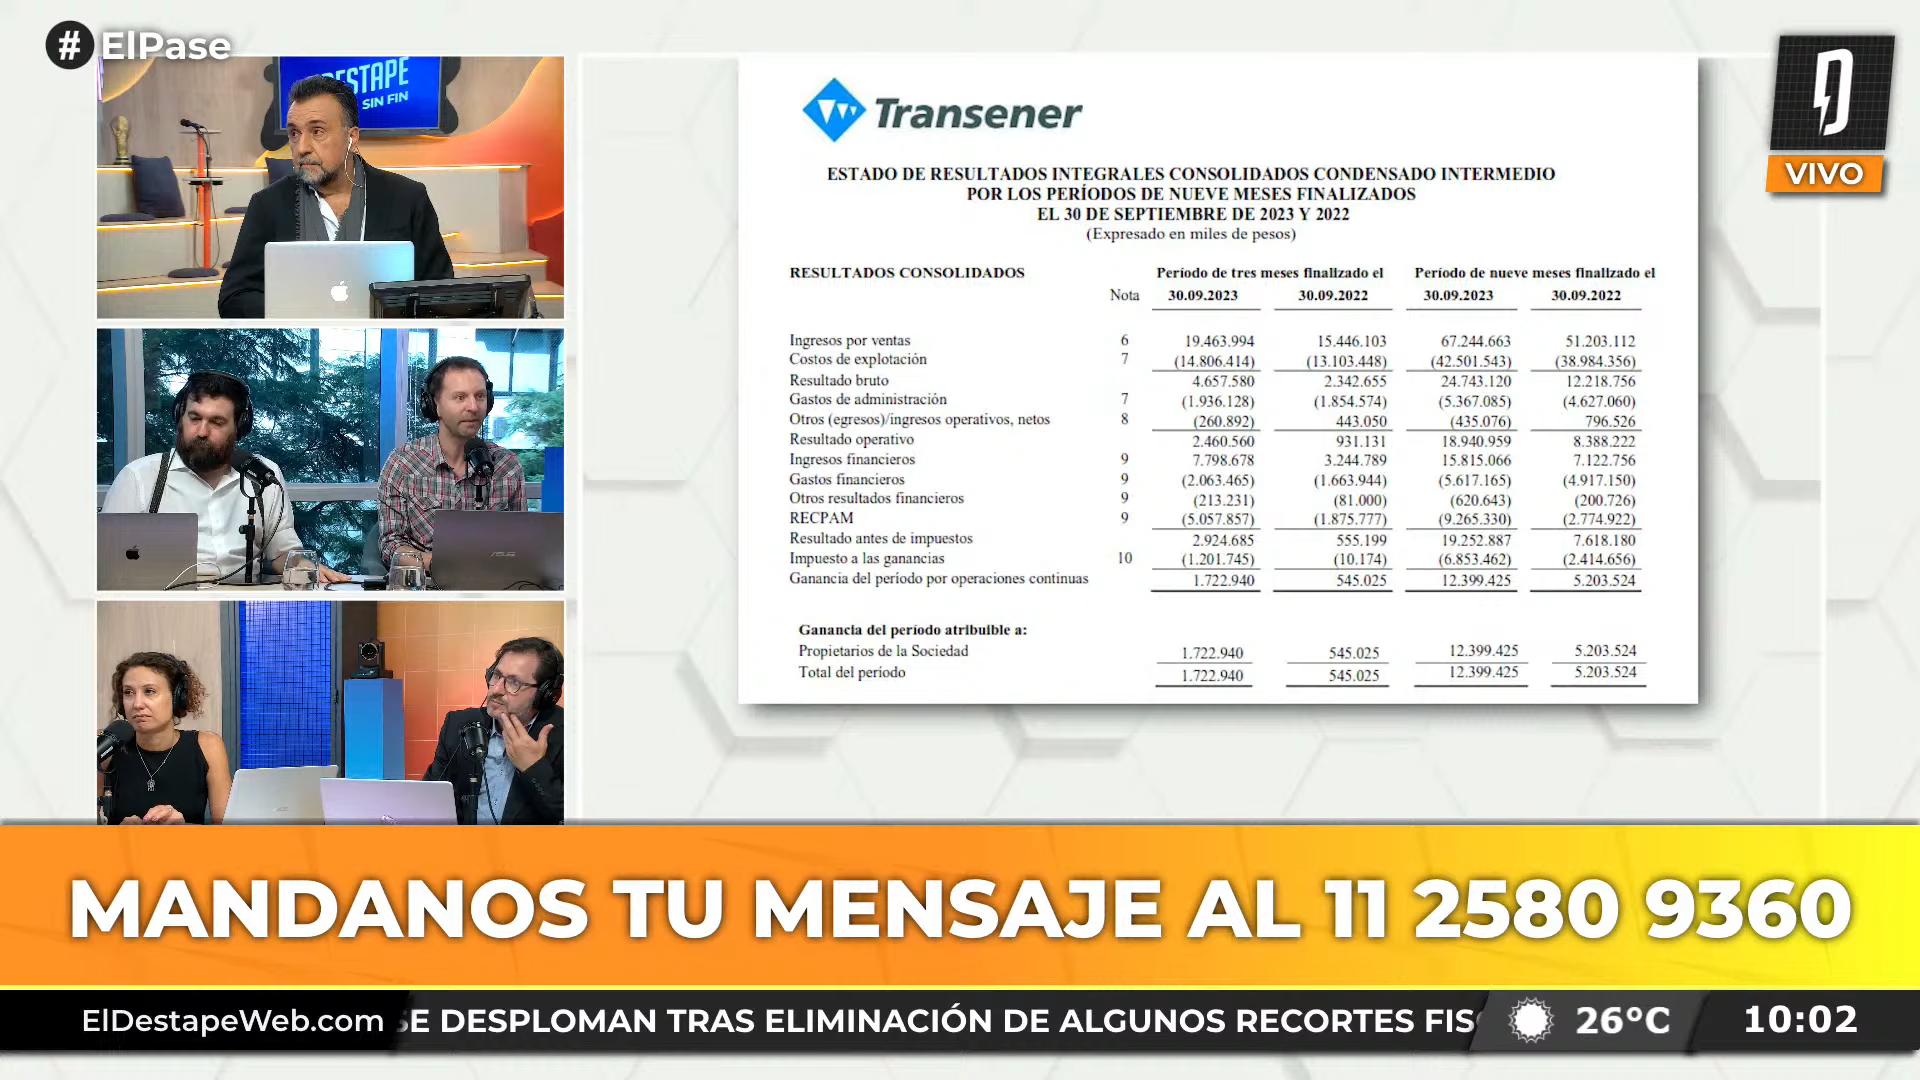 # ElPase
DESTAPE
SIN FIN
VIVO
Transener
ESTADO DE RESULTADOS INTEGRALES CONSOLIDADOS CONDENSADO INTERMEDIO
POR LOS PERÍODOS DE NUEVE MESES FINALIZADOS
EL 30 DE SEPTIEMBRE DE 2023 Y 2022
(Expresado en miles de pesos)
RESULTADOS CONSOLIDADOS Período de tres meses finalizado el Período de nueve meses finalizado el
Nota 30.09.2023 30.09.2022 30.09.2023 30.09.2022
Ingresos por ventas 6 19.463.994 15.446.103 67.244.663 51.203.112
Costos de explotación 7 (14.806.414) (13.103.448) (42.501.543) (38.984.356)
Resultado bruto 4.657.580 2.342.655 24.743.120 12.218.756
Gastos de administración 7 (1.936.128) (1.854.574) (5.367.085) (4.627.060)
Otros (egresos)/ingresos operativos, netos 8 (260.892) 443.050 (435.076) 796.526
Resultado operativo 2.460.560 931.131 18.940.959 8.388.222
Ingresos financieros 9 7.798.678 3.244.789 15.815.066 7.122.756
Gastos financieros 9 (2.063.465) (1.663.944) (5.617.165) (4.917.150)
Otros resultados financieros 9 (213.231) (81.000) (620.643) (200.726)
RECPAM 9 (5.057.857) (1.875.777) (9.265.330) (2.774.922)
Resultado antes de impuestos 2.924.685 555.199 19.252.887 7.618.180
Impuesto a las ganancias 10 (1.201.745) (10.174) (6.853.462) (2.414.656)
Ganancia del período por operaciones continuas 1.722.940 545.025 12.399.425 5.203.524
Ganancia del período atribuible a:
Propietarios de la Sociedad 1.722.940 545.025 12.399.425 5.203.524
Total del período 1.722.940 545.025 12.399.425 5.203.524
MANDANOS TU MENSAJE AL 11 2580 9360
ElDestapeWeb.com SE DESPLOMAN TRAS ELIMINACIÓN DE ALGUNOS RECORTES FIS 26°C 10:02